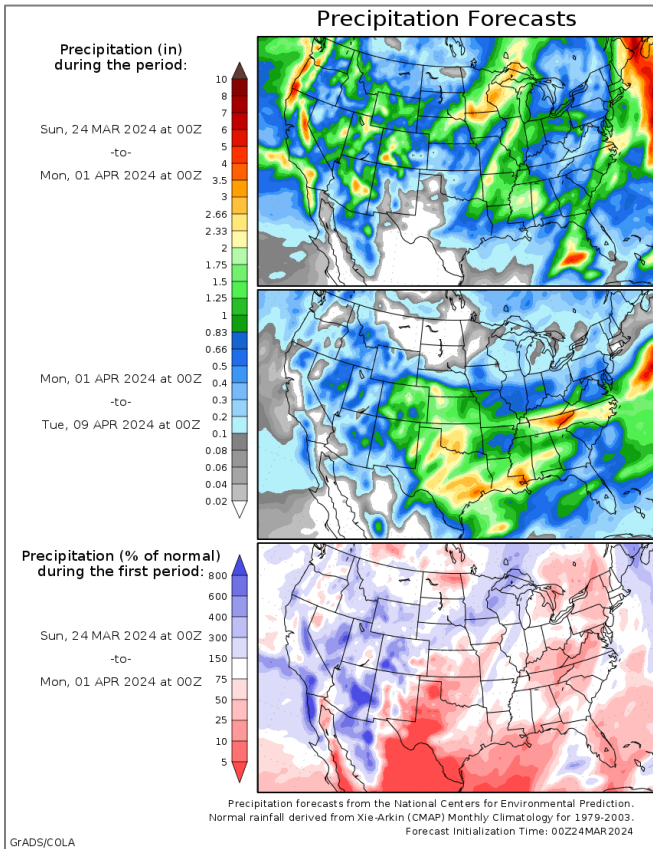 Precipitation Forecasts
Precipitation (in)
during the period:
Sun, 24 MAR 2024 at 00Z
-to-
Mon, 01 APR 2024 at 00Z
10
8
7
6
5
4
3.5
3
2.66
2.33
2
1.75
1.5
1.25
1
0.83
0.66
0.5
0.4
0.3
0.2
0.1
0.08
0.06
0.04
0.02
Mon, 01 APR 2024 at 00Z
-to-
Tue, 09 APR 2024 at 00Z
Precipitation (% of normal)
during the first period:
Sun, 24 MAR 2024 at 00Z
-to-
Mon, 01 APR 2024 at 00Z
800
600
400
300
150
75
50
25
10
5
Precipitation forecasts from the National Centers for Environmental Prediction.
Normal rainfall derived from Xie-Arkin (CMAP) Monthly Climatology for 1979-2003.
Forecast Initialization Time: 00Z24MAR2024
GrADS/COLA